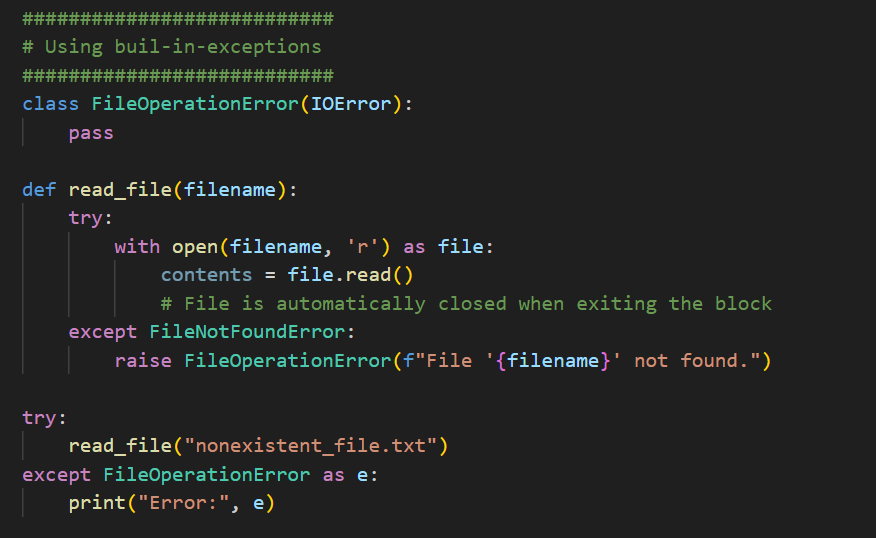 ###########################
# Using buil-in-exceptions
###########################
class FileOperationError(IOError):
    pass

def read_file(filename):
    try:
        with open(filename, 'r') as file:
            contents = file.read()
            # File is automatically closed when exiting the block
    except FileNotFoundError:
        raise FileOperationError(f"File '{filename}' not found.")

try:
    read_file("nonexistent_file.txt")
except FileOperationError as e:
    print("Error:", e)